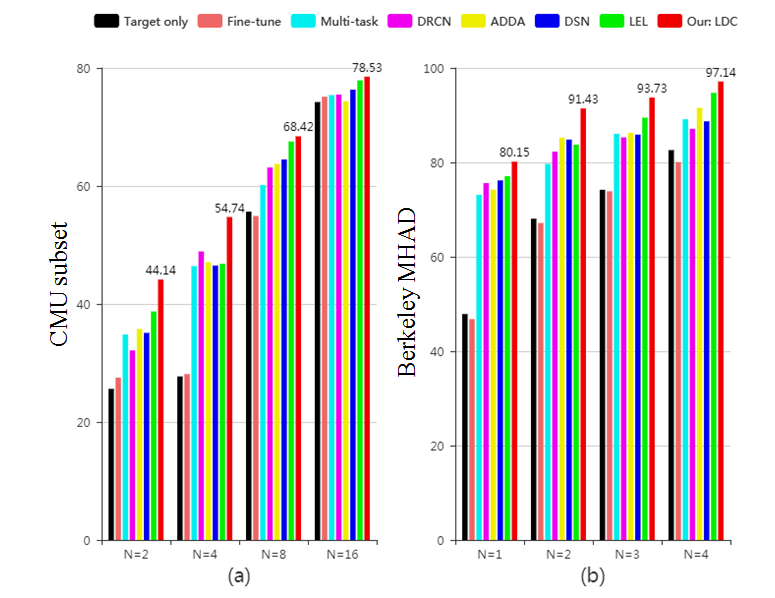 Target only Fine-tune Multi-task DRCN ADDA DSN LEL Our: LDC
CMU subset
80
60
40
20
0
44.14
54.74
68.42
78.53
N=2 N=4 N=8 N=16
(a)
Berkeley MHAD
100
80
60
40
20
0
80.15
91.43
93.73
97.14
N=1 N=2 N=3 N=4
(b)